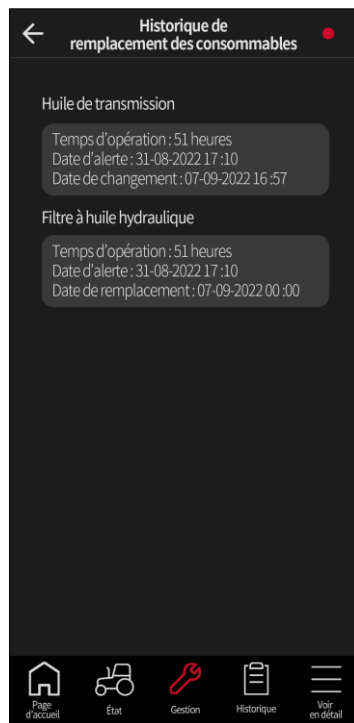 Historique de
remplacement des consommables
Huile de transmission
Temps d'opération : 51 heures
Date d'alerte : 31-08-2022 17 :10
Date de changement : 07-09-2022 16 :57
Filtre à huile hydraulique
Temps d'opération : 51 heures
Date d'alerte : 31-08-2022 17 :10
Date de remplacement : 07-09-2022 00 :00
Page
d'accueil
État
Gestion
Historique
Voir
en détail